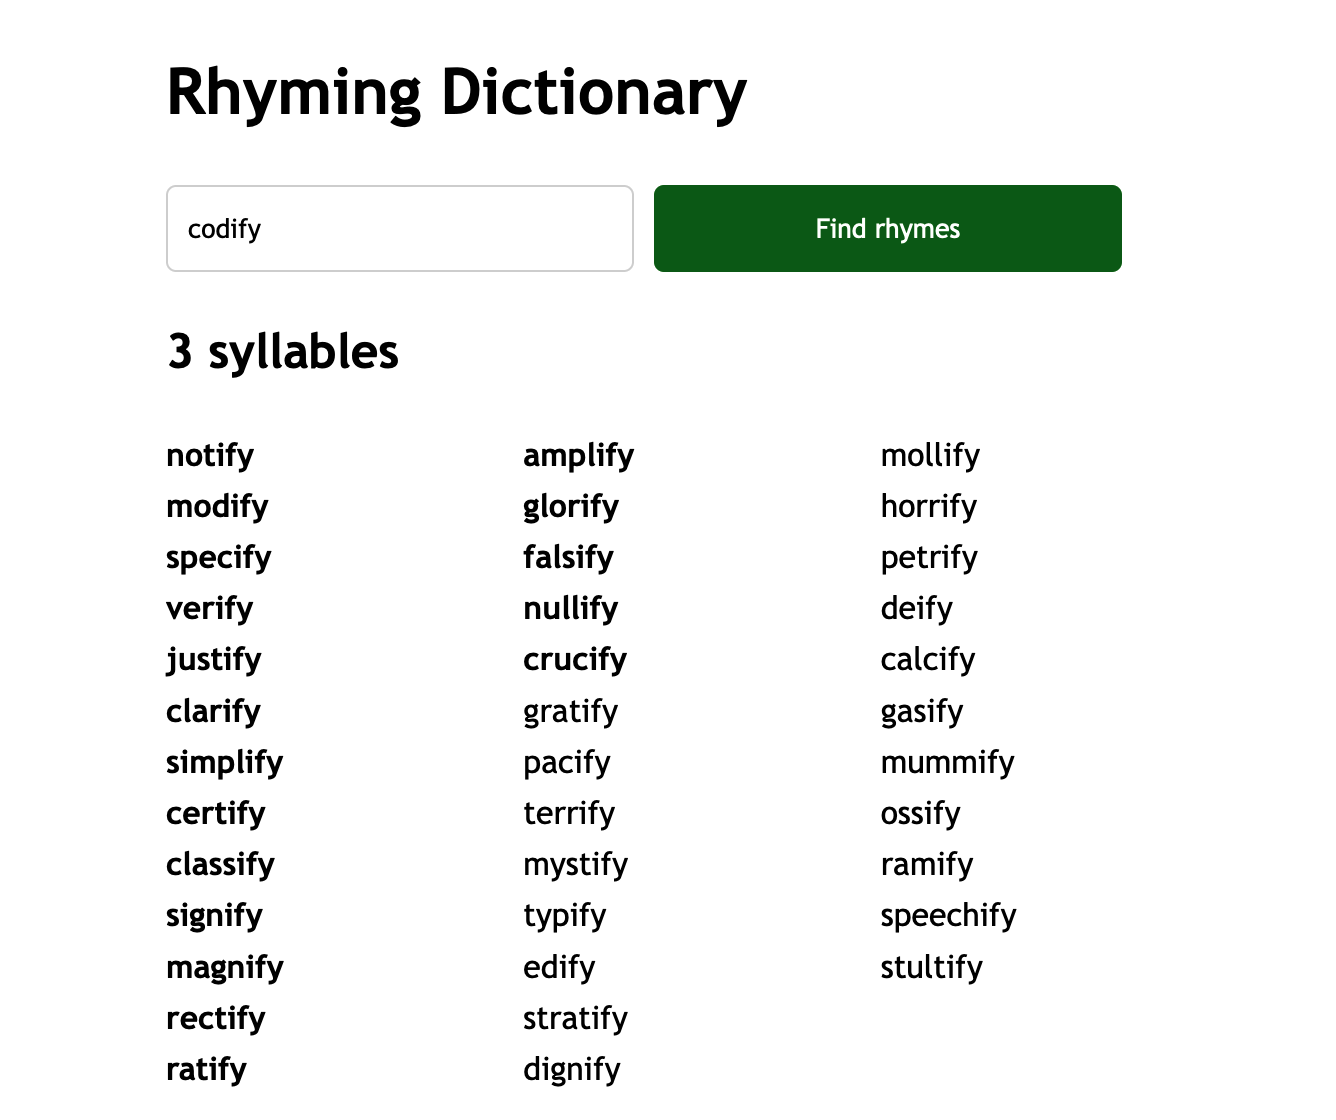 Rhyming Dictionary
codify
Find rhymes
3 syllables
notify
modify
specify
verify
justify
clarify
simplify
certify
classify
signify
magnify
rectify
ratify
amplify
glorify
falsify
nullify
crucify
gratify
pacify
terrify
mystify
typify
edify
stratify
dignify
mollify
horrify
petrify
deify
calcify
gasify
mummify
ossify
ramify
speechify
stultify